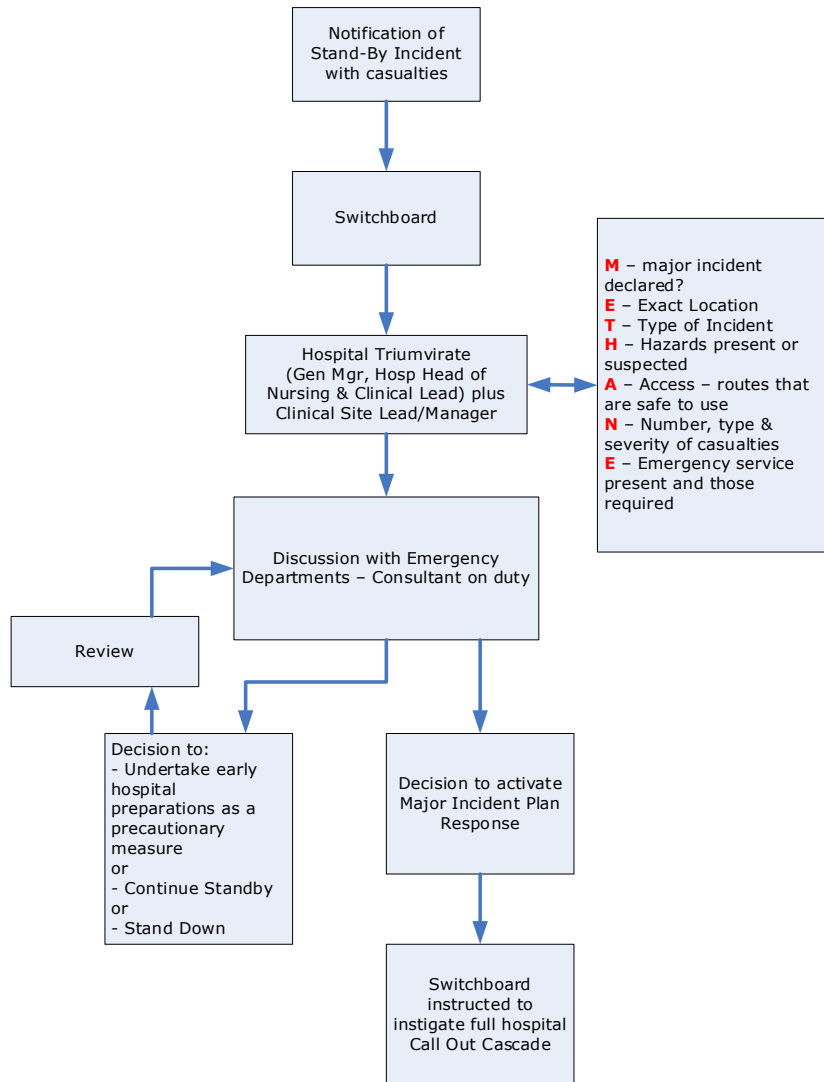 Notification of
Stand-By Incident
with casualties
Switchboard
Hospital Triumvirate
(Gen Mgr, Hosp Head of
Nursing & Clinical Lead) plus
Clinical Site Lead/Manager
M – major incident
declared?
E – Exact Location
T – Type of Incident
H – Hazards present or
suspected
A – Access – routes that
are safe to use
N – Number, type &
severity of casualties
E – Emergency service
present and those
required
Discussion with Emergency
Departments – Consultant on duty
Review
Decision to:
- Undertake early
hospital
preparations as a
precautionary
measure
or
- Continue Standby
or
- Stand Down
Decision to activate
Major Incident Plan
Response
Switchboard
instructed to
instigate full hospital
Call Out Cascade